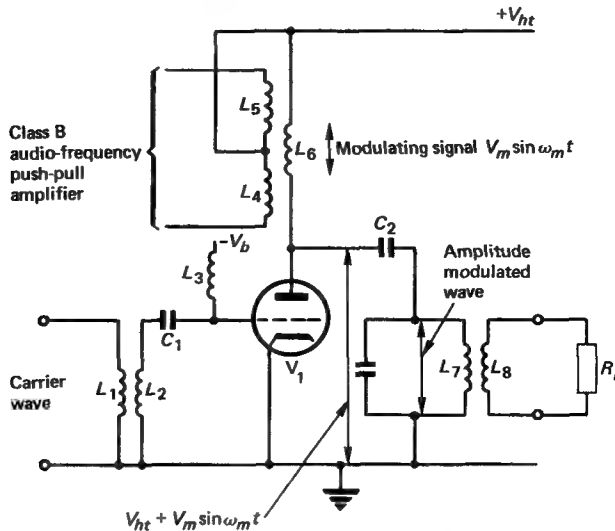 +V_ht
Class B
audio-frequency
push-pull
amplifier
L5
L4
L6
Modulating signal V_m sin ω_m t
C2
Amplitude
modulated
wave
-V_b
L3
C1
V1
Carrier
wave
L1
L2
L7
L8
V_ht + V_m sin ω_m t